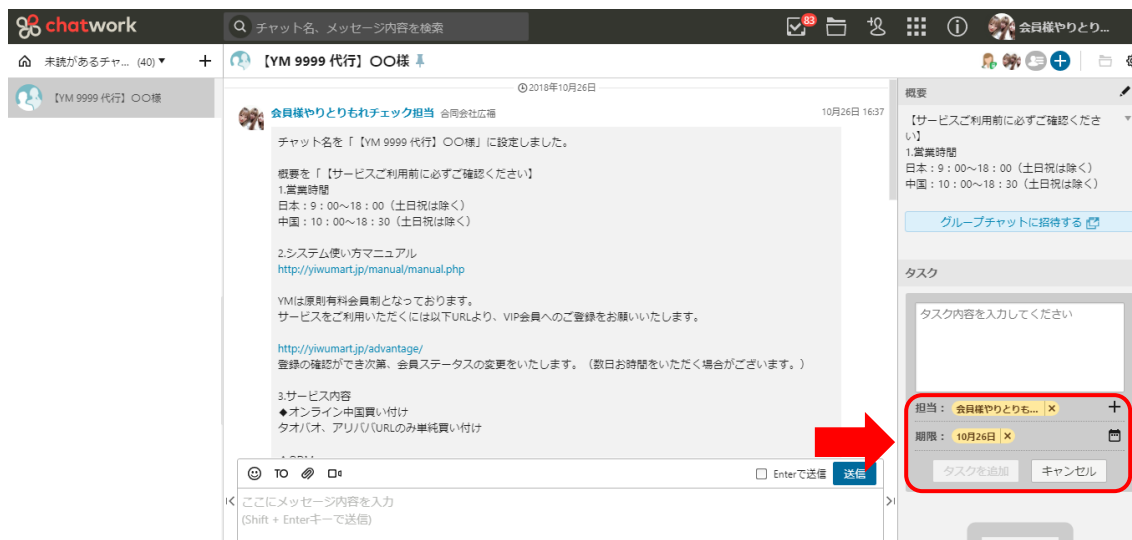 chatwork
チャット名、メッセージ内容を検索
83
会員様やりとり...
未読があるチャ... (40)▼
【YM 9999 代行】〇〇様
【YM 9999 代行】〇〇様
2018年10月26日
会員様やりとりもれチェック担当 合同会社広福
10月26日 16:37
チャット名を「【YM 9999 代行】〇〇様」に設定しました。
概要を「【サービスご利用前に必ずご確認ください】
1.営業時間
日本：9：00～18：00（土日祝は除く）
中国：10：00～18：30（土日祝は除く）
2.システム使い方マニュアル
http://yiwumart.jp/manual/manual.php
YMは原則有料会員制となっております。
サービスをご利用いただくには以下URLより、VIP会員へのご登録をお願いいたします。
http://yiwumart.jp/advantage/
登録の確認ができ次第、会員ステータスの変更をいたします。（数日お時間をいただく場合がございます。）
3.サービス内容
◆オンライン中国買い付け
タオバオ、アリババURLのみ単純買い付け
TO
Enterで送信
送信
ここにメッセージ内容を入力
(Shift + Enterキーで送信)
概要
【サービスご利用前に必ずご確認くださ
い】
1.営業時間
日本：9：00～18：00（土日祝は除く）
中国：10：00～18：30（土日祝は除く）
グループチャットに招待する
タスク
タスク内容を入力してください
担当： 会員様やりとりも... ×
期限： 10月26日 ×
タスクを追加
キャンセル